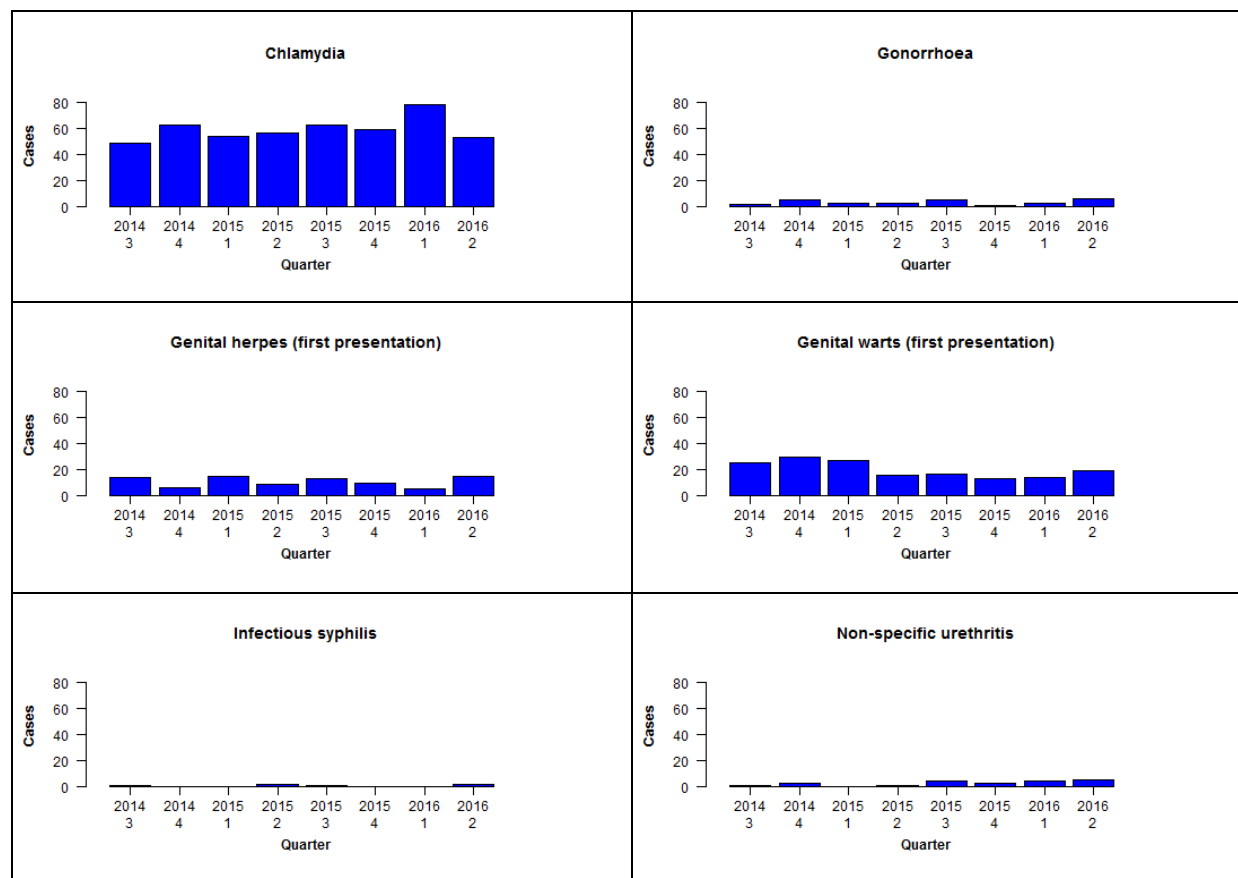 Chlamydia
80
60
40
20
0
Cases
2014 2014 2015 2015 2015 2015 2016 2016
3 4 1 2 3 4 1 2
Quarter
Gonorrhoea
80
60
40
20
0
Cases
2014 2014 2015 2015 2015 2015 2016 2016
3 4 1 2 3 4 1 2
Quarter
Genital herpes (first presentation)
80
60
40
20
0
Cases
2014 2014 2015 2015 2015 2015 2016 2016
3 4 1 2 3 4 1 2
Quarter
Genital warts (first presentation)
80
60
40
20
0
Cases
2014 2014 2015 2015 2015 2015 2016 2016
3 4 1 2 3 4 1 2
Quarter
Infectious syphilis
80
60
40
20
0
Cases
2014 2014 2015 2015 2015 2015 2016 2016
3 4 1 2 3 4 1 2
Quarter
Non-specific urethritis
80
60
40
20
0
Cases
2014 2014 2015 2015 2015 2015 2016 2016
3 4 1 2 3 4 1 2
Quarter